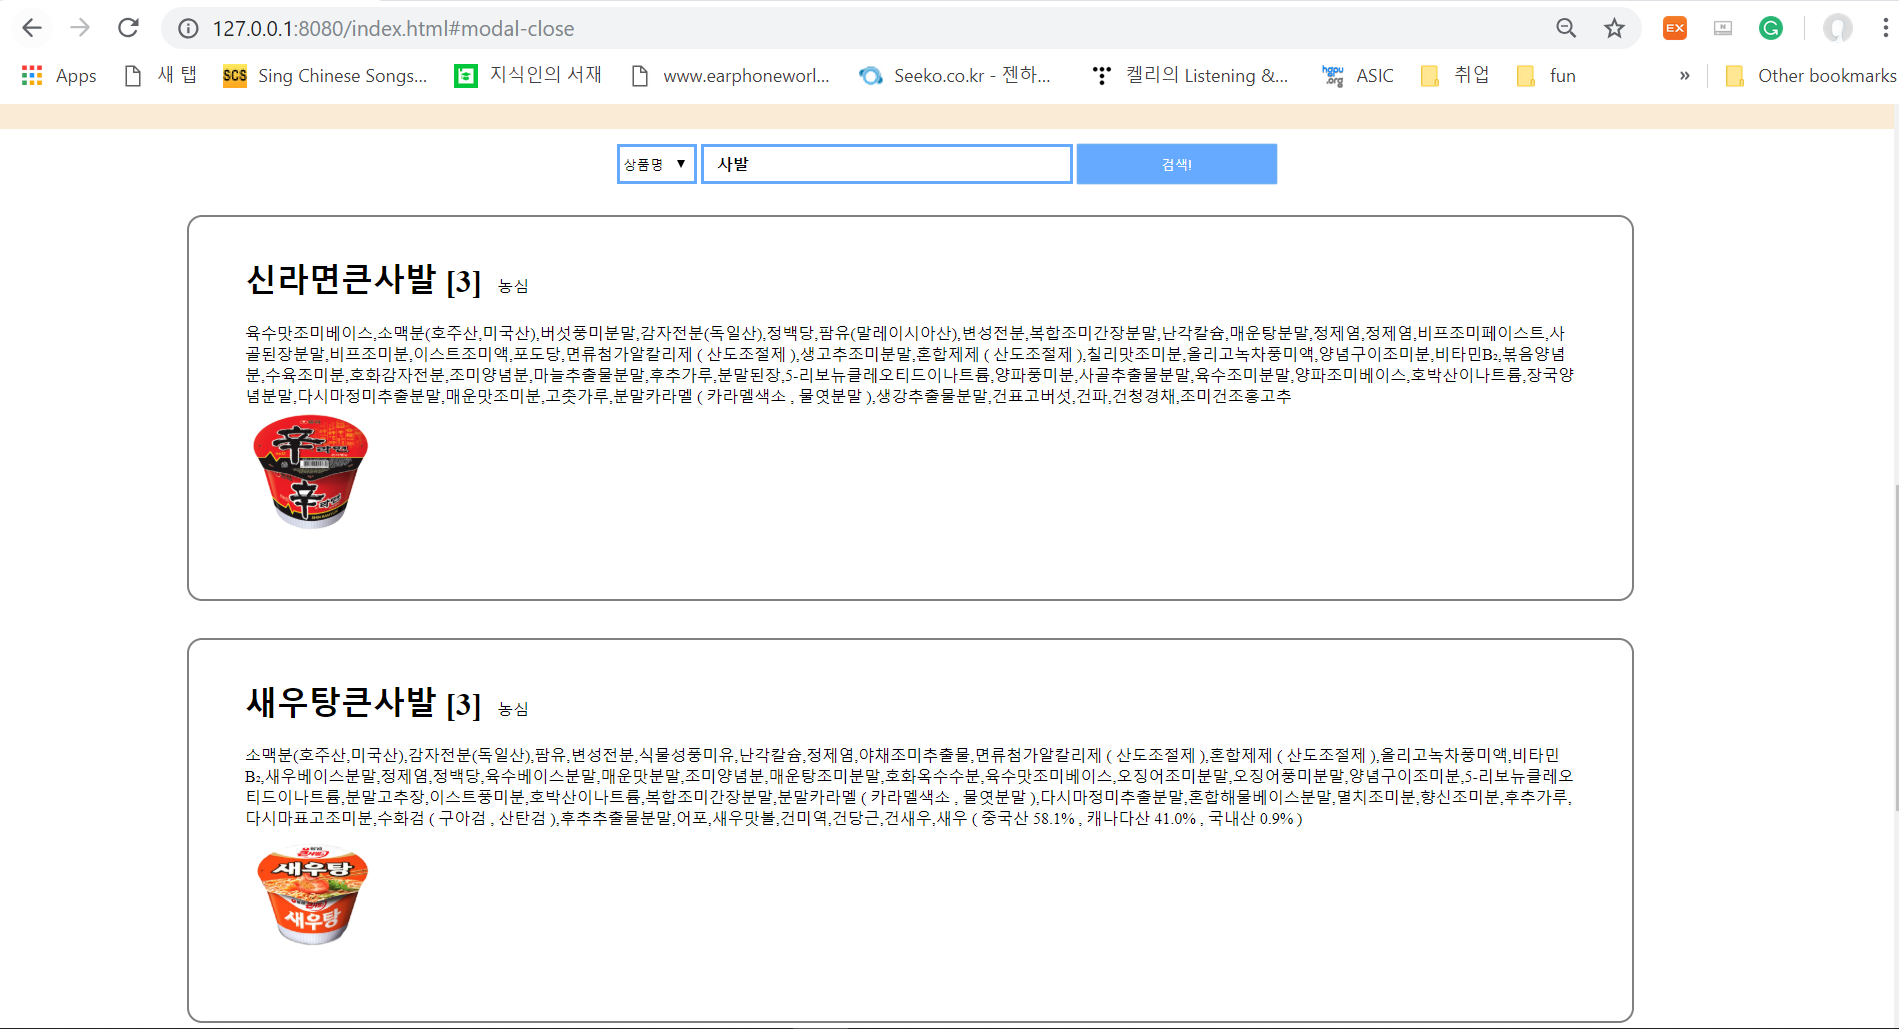 127.0.0.1:8080/index.html#modal-close
Apps 새 탭 SCS Sing Chinese Songs... 지식인의 서재 www.earphoneworl... Seeko.co.kr - 젠하... 켈리의 Listening &... ASIC 취업 fun » Other bookmarks
상품명 ▼ 사발 검색!
신라면큰사발 [3] 농심
육수맛조미베이스,소맥분(호주산,미국산),버섯풍미분말,감자전분(독일산),정백당,팜유(말레이시아산),변성전분,복합조미간장분말,난각칼슘,매운탕분말,정제염,정제염,비프조미페이스트,사
골된장분말,비프조미분,이스트조미액,포도당,면류첨가알칼리제 ( 산도조절제 ),생고추조미분말,혼합제제 ( 산도조절제 ),칠리맛조미분,올리고녹차풍미액,양념구이조미분,비타민B₂,볶음양념
분,수육조미분,호화감자전분,조미양념분,마늘추출물분말,후추가루,분말된장,5-리보뉴클레오티드이나트륨,양파풍미분,사골추출물분말,육수조미분말,양파조미베이스,호박산이나트륨,장국양
념분말,다시마정미추출분말,매운맛조미분,고춧가루,분말카라멜 ( 카라멜색소 , 물엿분말 ),생강추출물분말,건표고버섯,건파,건청경채,조미건조홍고추
辛
辛
새우탕큰사발 [3] 농심
소맥분(호주산,미국산),감자전분(독일산),팜유,변성전분,식물성풍미유,난각칼슘,정제염,야채조미추출물,면류첨가알칼리제 ( 산도조절제 ),혼합제제 ( 산도조절제 ),올리고녹차풍미액,비타민
B₂,새우베이스분말,정제염,정백당,육수베이스분말,매운맛분말,조미양념분,매운탕조미분말,호화옥수수분,육수맛조미베이스,오징어조미분말,오징어풍미분말,양념구이조미분,5-리보뉴클레오
티드이나트륨,분말고추장,이스트풍미분,호박산이나트륨,복합조미간장분말,분말카라멜 ( 카라멜색소 , 물엿분말 ),다시마정미추출분말,혼합해물베이스분말,멸치조미분,향신조미분,후추가루,
다시마표고조미분,수화검 ( 구아검 , 산탄검 ),후추추출물분말,어포,새우맛볼,건미역,건당근,건새우,새우 ( 중국산 58.1% , 캐나다산 41.0% , 국내산 0.9% )
새우탕
새우탕